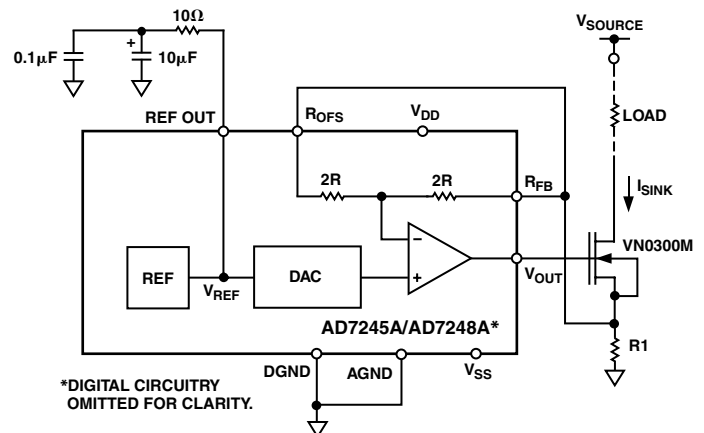 10Ω
0.1µF
+
10µF
VSOURCE
LOAD
REF OUT
ROFS
VDD
2R
2R
RFB
ISINK
VN0300M
REF
VREF
DAC
−
+
VOUT
AD7245A/AD7248A*
R1
DGND
AGND
VSS
*DIGITAL CIRCUITRY
OMITTED FOR CLARITY.